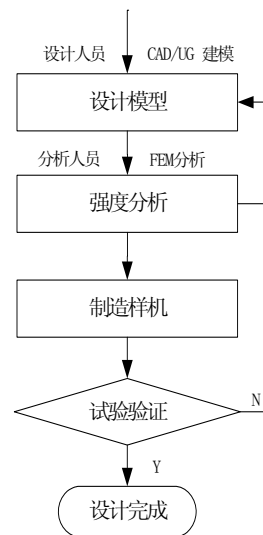 设计人员 CAD/UG 建模
设计模型
分析人员 FEM分析
强度分析
制造样机
试验验证
N
Y
设计完成